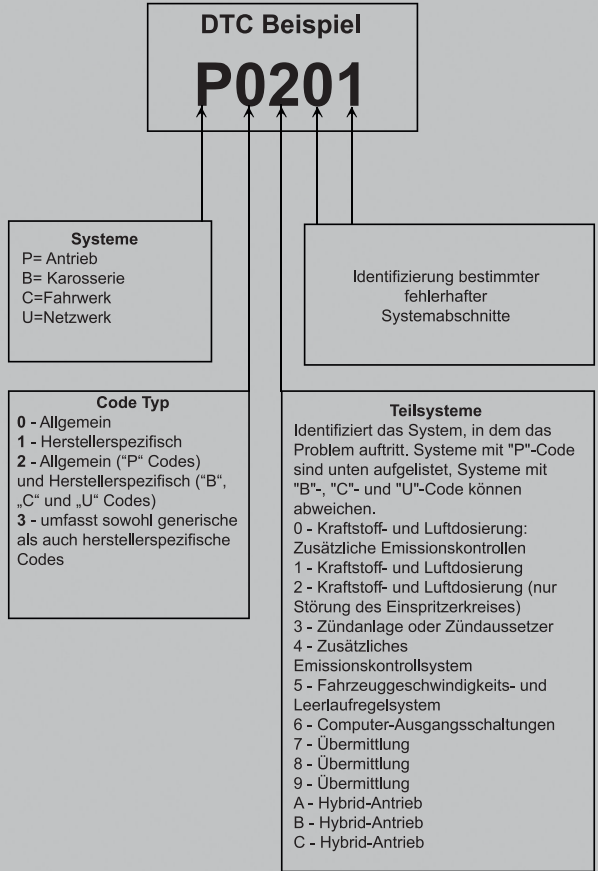 DTC Beispiel
P0201
Systeme
P= Antrieb
B= Karosserie
C=Fahrwerk
U=Netzwerk
Identifizierung bestimmter
fehlerhafter
Systemabschnitte
Code Typ
0 - Allgemein
1 - Herstellerspezifisch
2 - Allgemein (“P” Codes)
und Herstellerspezifisch (“B“,
„C“ und „U“ Codes)
3 - umfasst sowohl generische
als auch herstellerspezifische
Codes
Teilsysteme
Identifiziert das System, in dem das
Problem auftritt. Systeme mit "P"-Code
sind unten aufgelistet, Systeme mit
"B"-, "C"- und "U"-Code können
abweichen.
0 - Kraftstoff- und Luftdosierung:
Zusätzliche Emissionskontrollen
1 - Kraftstoff- und Luftdosierung
2 - Kraftstoff- und Luftdosierung (nur
Störung des Einspritzerkreises)
3 - Zündanlage oder Zündaussetzer
4 - Zusätzliches
Emissionskontrollsystem
5 - Fahrzeuggeschwindigkeits- und
Leerlaufregelsystem
6 - Computer-Ausgangsschaltungen
7 - Übermittlung
8 - Übermittlung
9 - Übermittlung
A - Hybrid-Antrieb
B - Hybrid-Antrieb
C - Hybrid-Antrieb